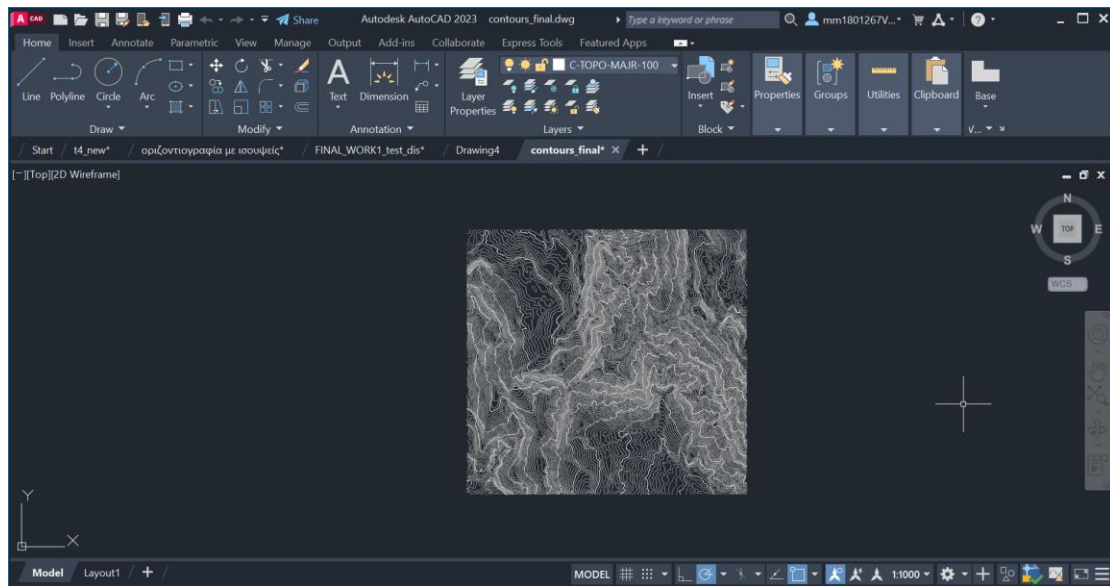 A CAD Share Autodesk AutoCAD 2023 contours_final.dwg Type a keyword or phrase mm1801267V...
Home Insert Annotate Parametric View Manage Output Add-ins Collaborate Express Tools Featured Apps
C-TOPO-MAJR-100
Line Polyline Circle Arc Text Dimension Layer Properties Insert Properties Groups Utilities Clipboard Base
Draw Modify Annotation Layers Block V...
Start t4_new* οριζοντιογραφία με ισουψείς* FINAL_WORK1_test_dis* Drawing4 contours_final* +
[−][Top][2D Wireframe]
N
W TOP E
S
WCS
Y
X
Model Layout1 + MODEL 1:1000